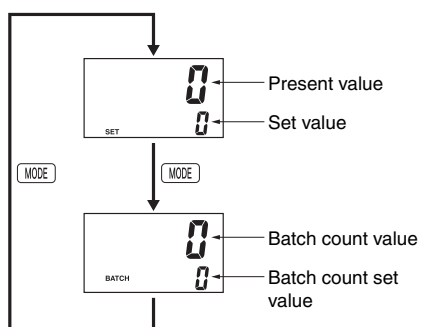 0
Present value
0
Set value
SET
MODE
MODE
0
Batch count value
BATCH
0
Batch count set
value